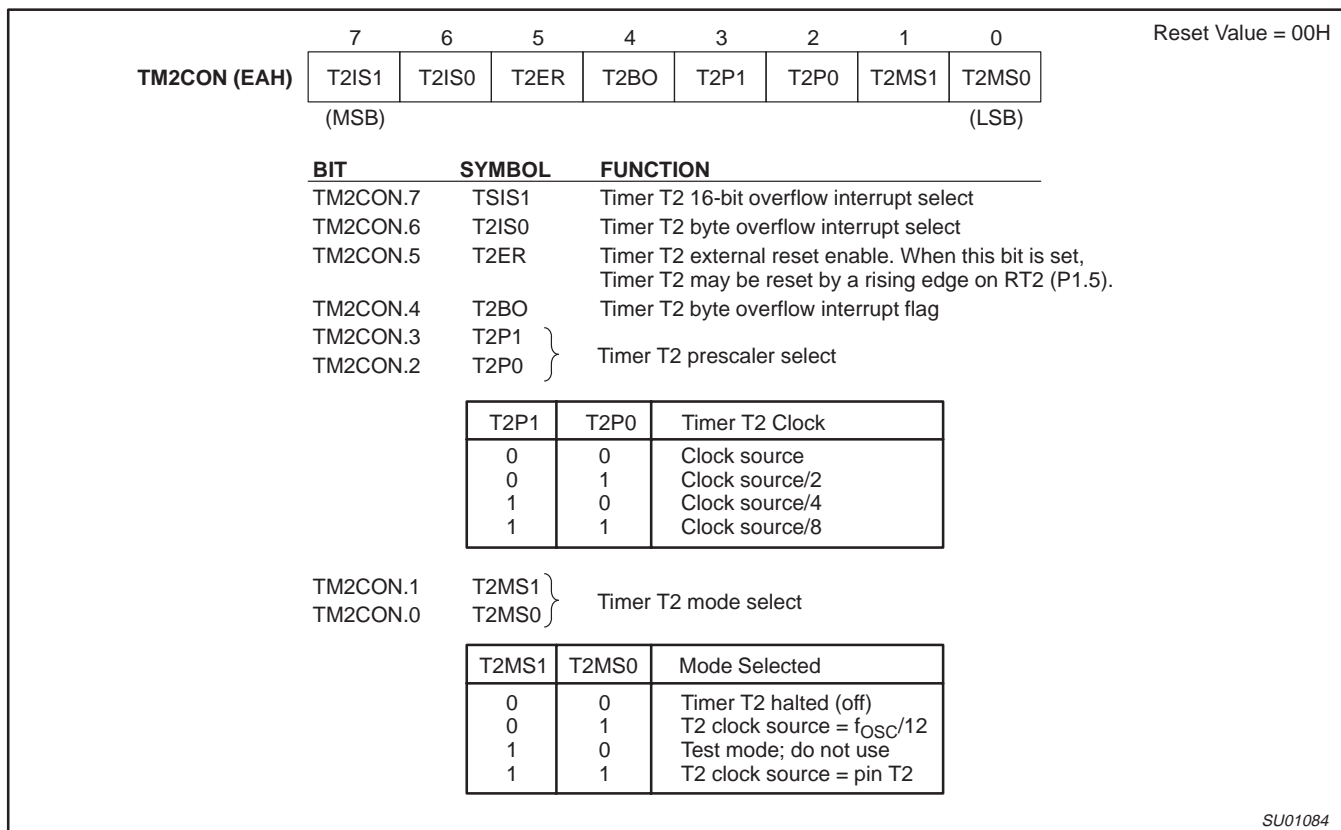 7 6 5 4 3 2 1 0 Reset Value = 00H
TM2CON (EAH) T2IS1 T2IS0 T2ER T2BO T2P1 T2P0 T2MS1 T2MS0
(MSB) (LSB)
BIT SYMBOL FUNCTION
TM2CON.7 TSIS1 Timer T2 16-bit overflow interrupt select
TM2CON.6 T2IS0 Timer T2 byte overflow interrupt select
TM2CON.5 T2ER Timer T2 external reset enable. When this bit is set,
Timer T2 may be reset by a rising edge on RT2 (P1.5).
TM2CON.4 T2BO Timer T2 byte overflow interrupt flag
TM2CON.3 T2P1
Timer T2 prescaler select
TM2CON.2 T2P0
T2P1 T2P0 Timer T2 Clock
0 0 Clock source
0 1 Clock source/2
1 0 Clock source/4
1 1 Clock source/8
TM2CON.1 T2MS1
Timer T2 mode select
TM2CON.0 T2MS0
T2MS1 T2MS0 Mode Selected
0 0 Timer T2 halted (off)
0 1 T2 clock source = fOSC/12
1 0 Test mode; do not use
1 1 T2 clock source = pin T2
SU01084